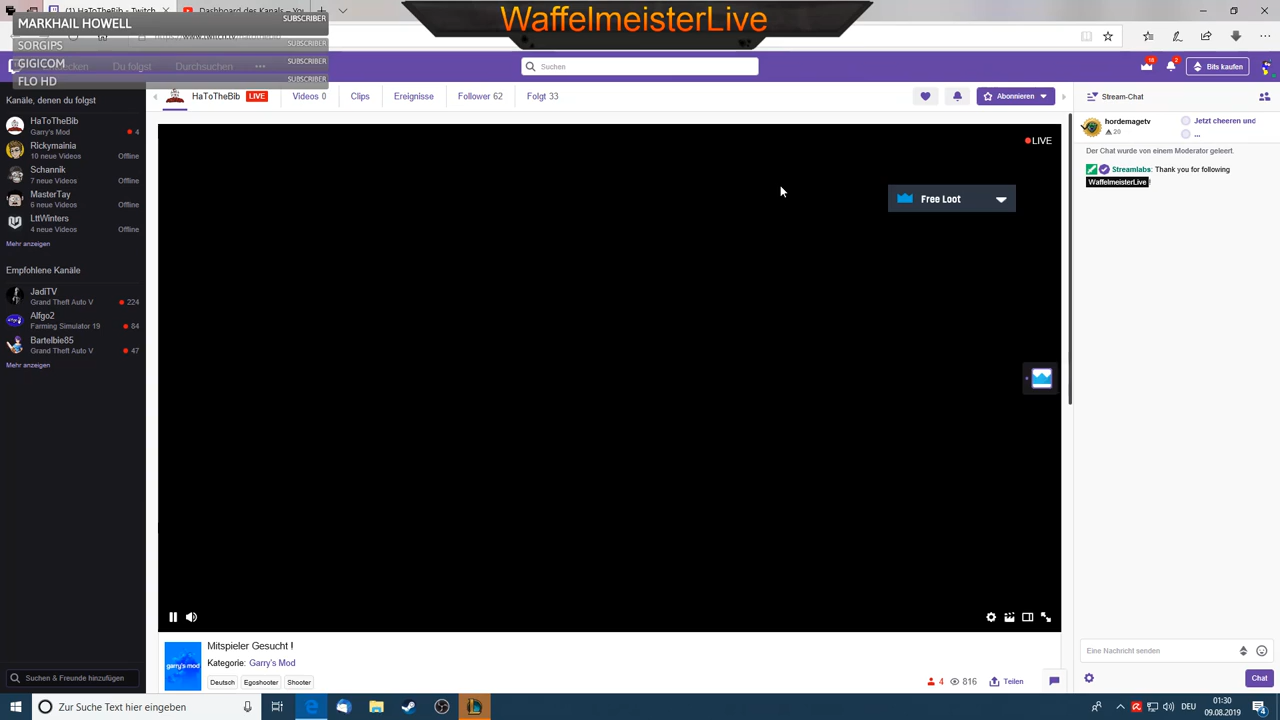 WaffelmeisterLive
MARKHAIL HOWELL SUBSCRIBER
SORGIPS SUBSCRIBER
GIGICOM SUBSCRIBER
FLO HD SUBSCRIBER
Du folgst Durchsuchen
Suchen
18
2
Bits kaufen
Kanäle, denen du folgst
HaToTheBib
Garry's Mod 4
Rickymainia
10 neue Videos Offline
Schannik
7 neue Videos Offline
MasterTay
6 neue Videos Offline
LttWinters
4 neue Videos Offline
Mehr anzeigen
Empfohlene Kanäle
JadiTV
Grand Theft Auto V 224
Alfgo2
Farming Simulator 19 84
Bartelbie85
Grand Theft Auto V 47
Mehr anzeigen
Suchen & Freunde hinzufügen
HaToTheBib LIVE Videos 0 Clips Ereignisse Follower 62 Folgt 33 Abonnieren
LIVE
Free Loot
Mitspieler Gesucht !
Kategorie: Garry's Mod
garry's mod
Deutsch Egoshooter Shooter
4 816 Teilen
Stream-Chat
hordemagetv
20
Jetzt cheeren und
...
Der Chat wurde von einem Moderator geleert
Streamlabs: Thank you for following
WaffelmeisterLive!
Eine Nachricht senden
Chat
Zur Suche Text hier eingeben
DEU
01:30
09.08.2019